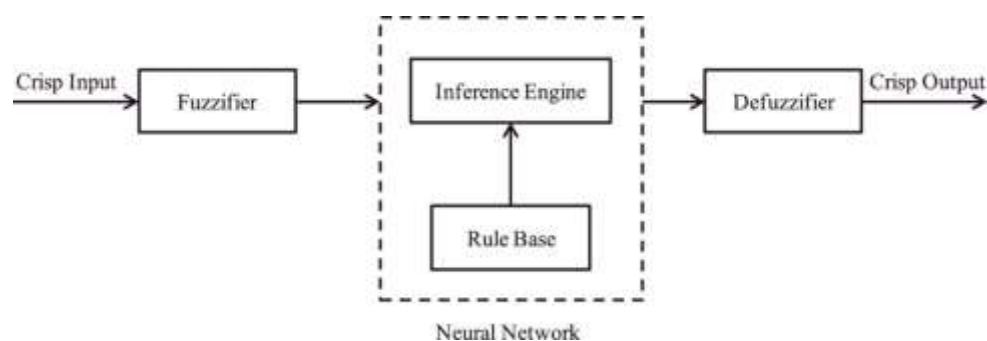 Crisp Input
Fuzzifier
Inference Engine
Rule Base
Neural Network
Defuzzifier
Crisp Output